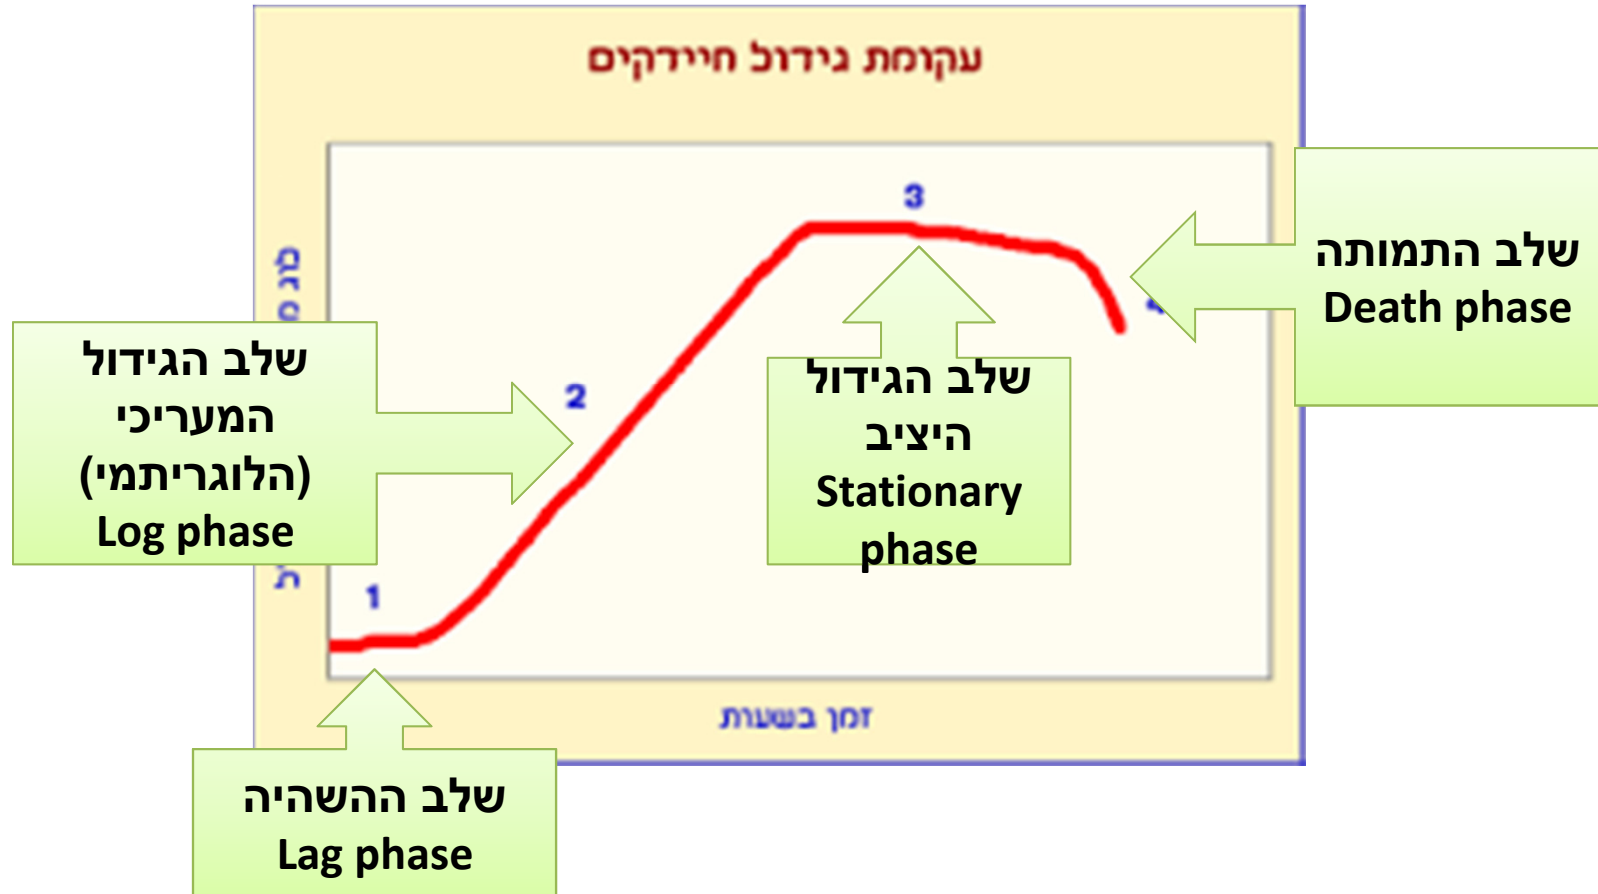 עקומת גידול חיידקים
3
שלב התמותה
Death phase
שלב הגידול
המעריכי
(הלוגריתמי)
Log phase
2
שלב הגידול
היציב
Stationary
phase
1
זמן בשעות
שלב ההשהיה
Lag phase